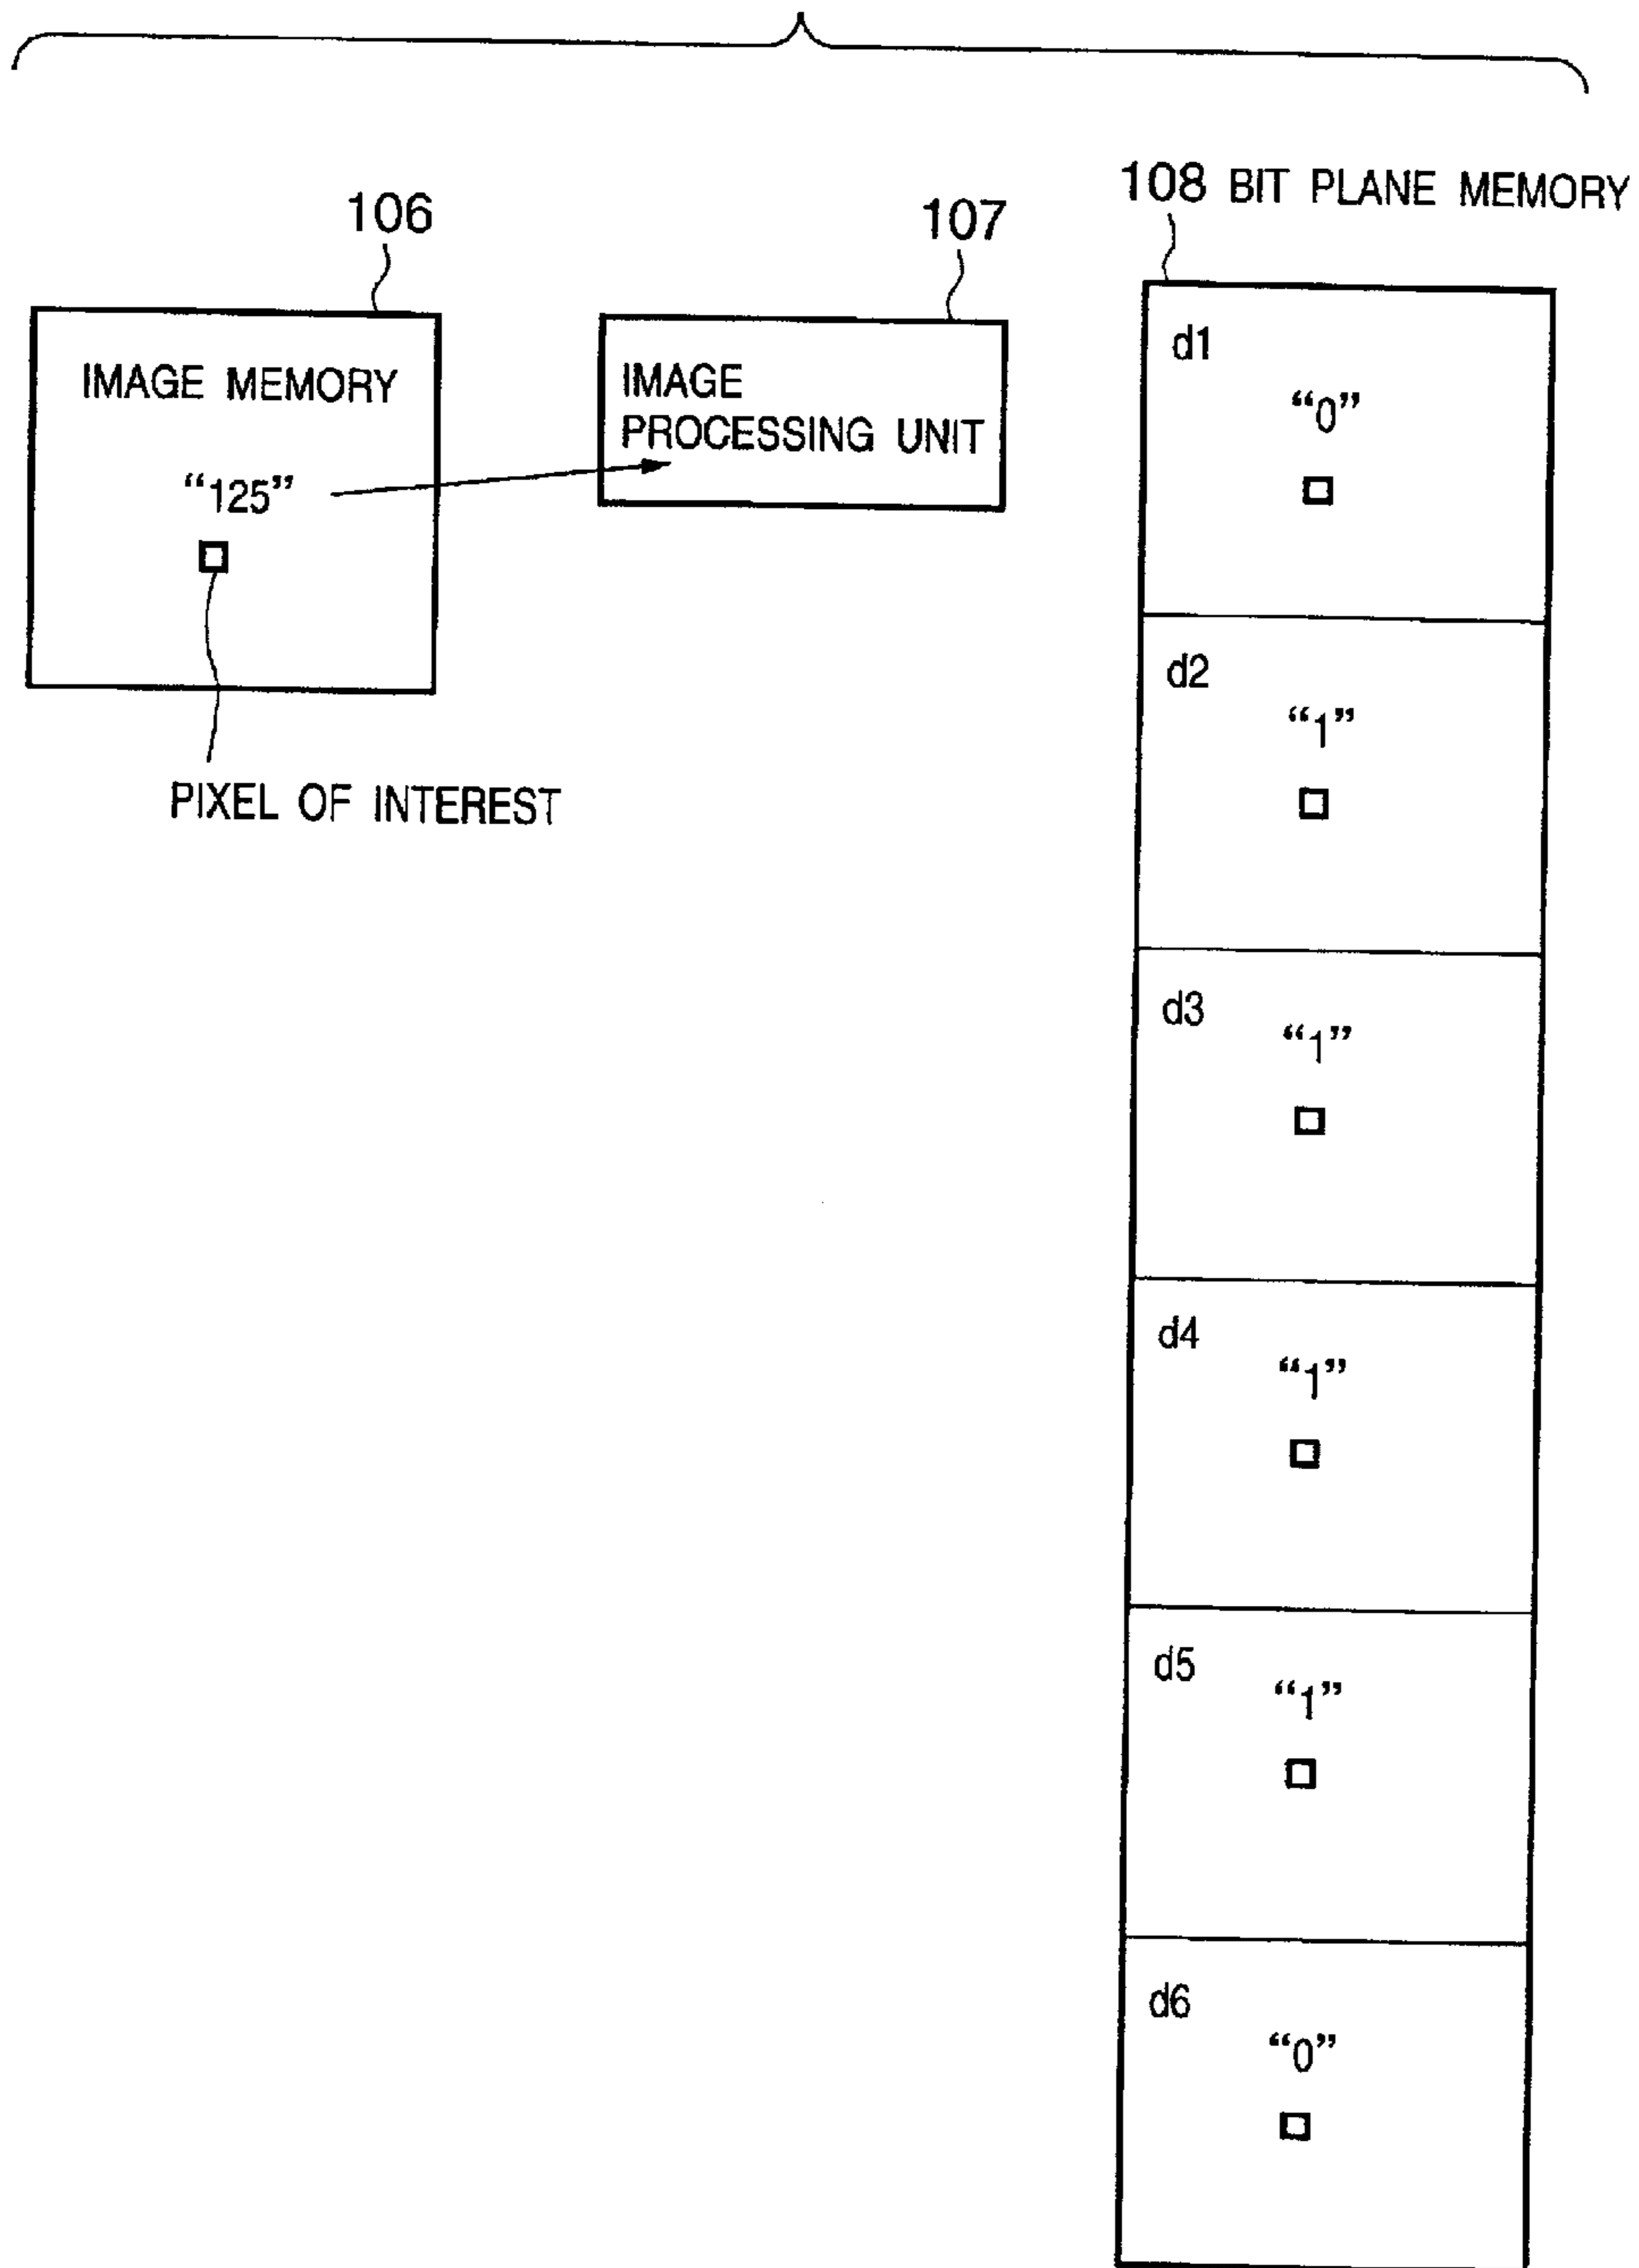 106
IMAGE MEMORY
“125”
PIXEL OF INTEREST
107
IMAGE
PROCESSING UNIT
108 BIT PLANE MEMORY
d1
“0”
d2
“1”
d3
“1”
d4
“1”
d5
“1”
d6
“0”